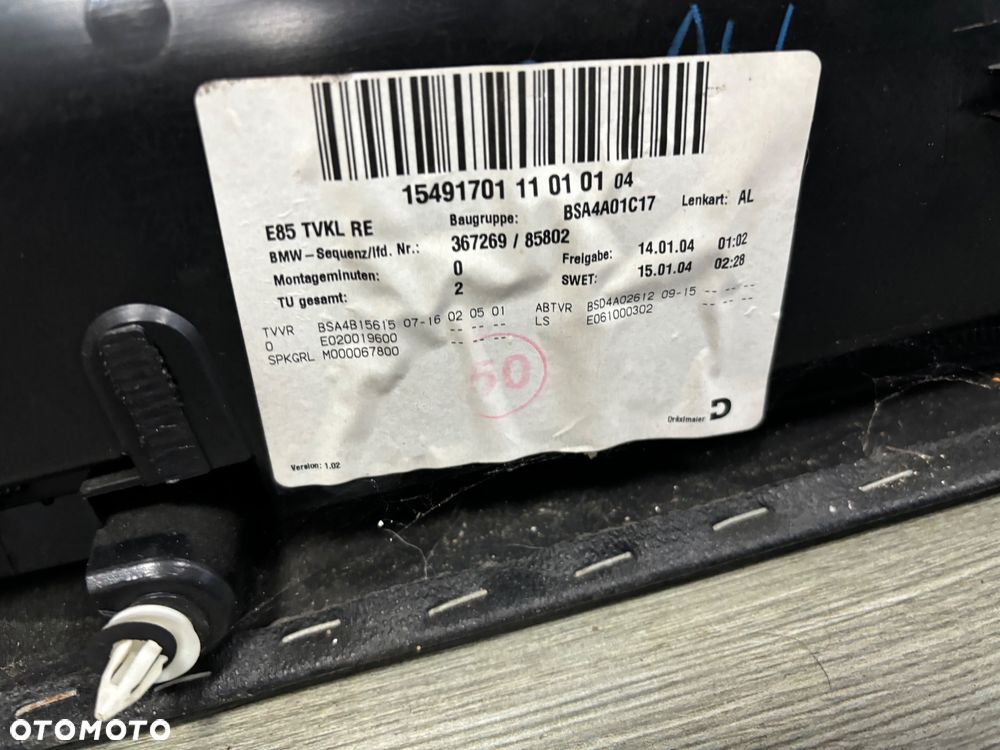 15491701 11 01 01 04
E85 TVKL RE Baugruppe: BSA4A01C17 Lenkart: AL
BMW-Sequenz/lfd. Nr.: 367269 / 85802 Freigabe: 14.01.04 01:02
Montageminuten: 0 SWET: 15.01.04 02:28
TU gesamt: 2
TVVR BSA4B15615 07-16 02 05 01 ABTVR BSD4A02612 09-15 -- -- --
0 E020019600 -- -- -- LS E061000302 -- -- --
SPKGRL M000067800
50
Dräxlmaier
Version: 1.02
OTOMOTO